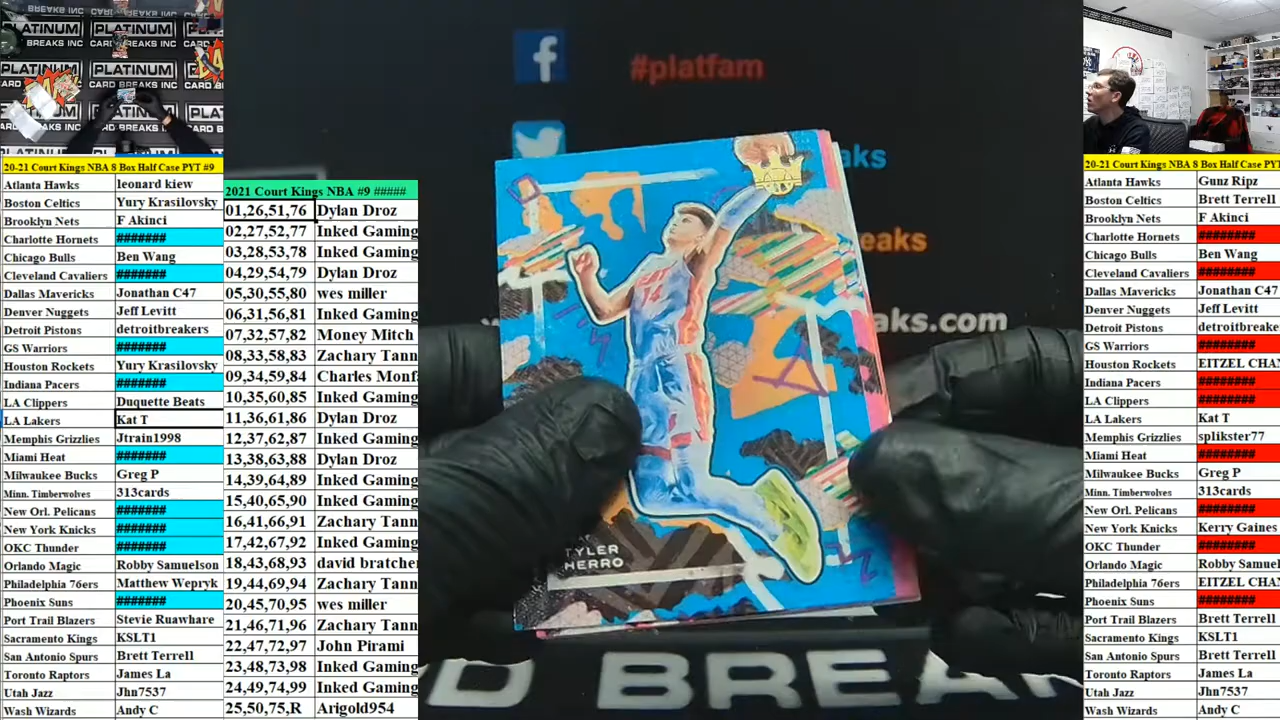 PLATINUM
BREAKS INC
CARD BREAKS INC
#platfam
aks
eaks
aks.com
TYLER
HERRO
D BREA
20-21 Court Kings NBA 8 Box Half Case PYT #9
Atlanta Hawks leonard kiew
Boston Celtics Yury Krasilovsky
Brooklyn Nets F Akinci
Charlotte Hornets #######
Chicago Bulls Ben Wang
Cleveland Cavaliers #######
Dallas Mavericks Jonathan C47
Denver Nuggets Jeff Levitt
Detroit Pistons detroitbreakers
GS Warriors #######
Houston Rockets Yury Krasilovsky
Indiana Pacers #######
LA Clippers Duquette Beats
LA Lakers Kat T
Memphis Grizzlies Jtrain1998
Miami Heat #######
Milwaukee Bucks Greg P
Minn. Timberwolves 313cards
New Orl. Pelicans #######
New York Knicks #######
OKC Thunder #######
Orlando Magic Robby Samuelson
Philadelphia 76ers Matthew Wepryk
Phoenix Suns #######
Port Trail Blazers Stevie Ruawhare
Sacramento Kings KSLT1
San Antonio Spurs Brett Terrell
Toronto Raptors James La
Utah Jazz Jhn7537
Wash Wizards Andy C
2021 Court Kings NBA #9 #####
01,26,51,76 Dylan Droz
02,27,52,77 Inked Gaming
03,28,53,78 Inked Gaming
04,29,54,79 Dylan Droz
05,30,55,80 wes miller
06,31,56,81 Inked Gaming
07,32,57,82 Money Mitch
08,33,58,83 Zachary Tann
09,34,59,84 Charles Monf
10,35,60,85 Inked Gaming
11,36,61,86 Dylan Droz
12,37,62,87 Inked Gaming
13,38,63,88 Dylan Droz
14,39,64,89 Inked Gaming
15,40,65,90 Inked Gaming
16,41,66,91 Zachary Tann
17,42,67,92 Inked Gaming
18,43,68,93 david bratcher
19,44,69,94 Zachary Tann
20,45,70,95 wes miller
21,46,71,96 Zachary Tann
22,47,72,97 John Pirami
23,48,73,98 Inked Gaming
24,49,74,99 Inked Gaming
25,50,75,R Arigold954
20-21 Court Kings NBA 8 Box Half Case PYT
Atlanta Hawks Gunz Ripz
Boston Celtics Brett Terrell
Brooklyn Nets F Akinci
Charlotte Hornets ########
Chicago Bulls Ben Wang
Cleveland Cavaliers ########
Dallas Mavericks Jonathan C47
Denver Nuggets Jeff Levitt
Detroit Pistons detroitbreake
GS Warriors ########
Houston Rockets EITZEL CHAN
Indiana Pacers ########
LA Clippers ########
LA Lakers Kat T
Memphis Grizzlies splikster77
Miami Heat ########
Milwaukee Bucks Greg P
Minn. Timberwolves 313cards
New Orl. Pelicans ########
New York Knicks Kerry Gaines
OKC Thunder ########
Orlando Magic Robby Samuel
Philadelphia 76ers EITZEL CHAN
Phoenix Suns ########
Port Trail Blazers Brett Terrell
Sacramento Kings KSLT1
San Antonio Spurs Brett Terrell
Toronto Raptors James La
Utah Jazz Jhn7537
Wash Wizards Andy C